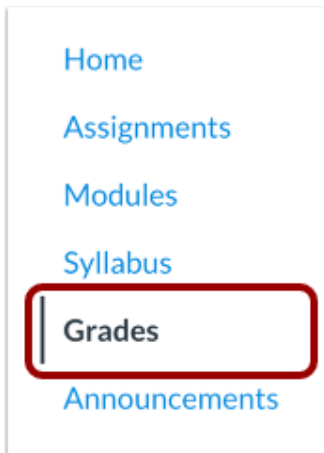 Home
Assignments
Modules
Syllabus
Grades
Announcements